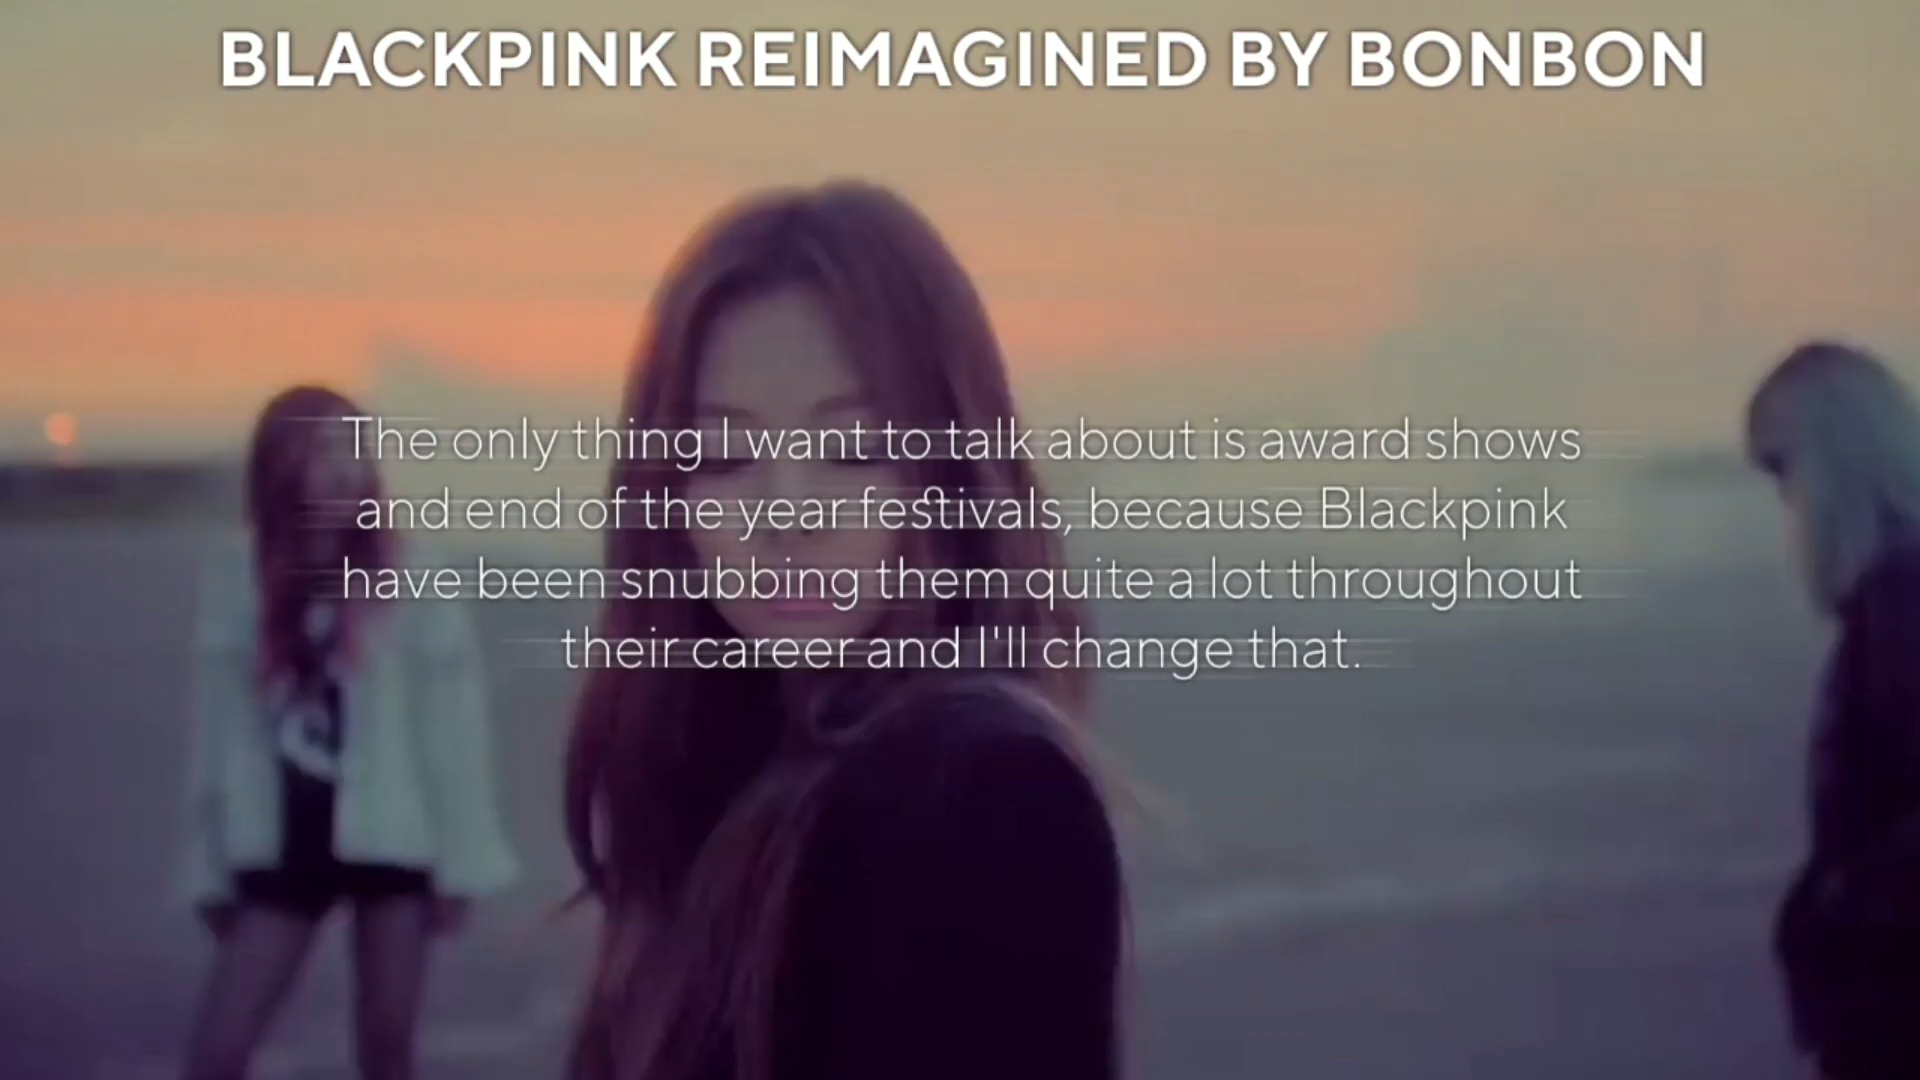 BLACKPINK REIMAGINED BY BONBON
The only thing I want to talk about is award shows
and end of the year festivals, because Blackpink
have been snubbing them quite a lot throughout
their career and I'll change that.